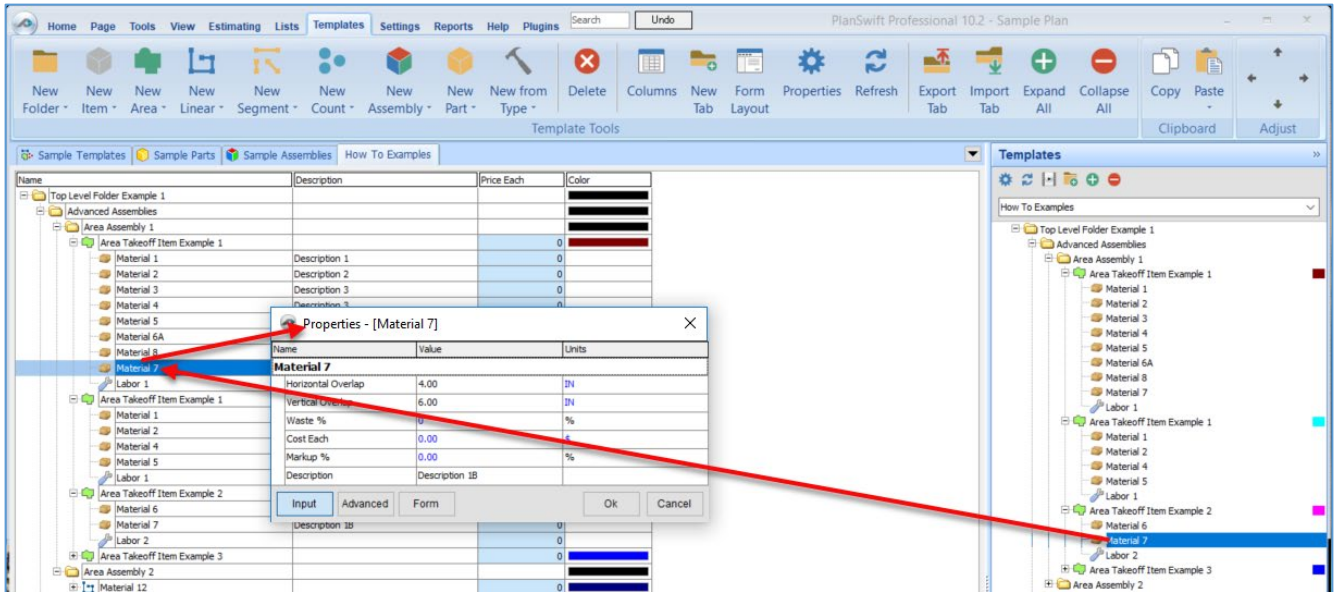 Home Page Tools View Estimating Lists Templates Settings Reports Help Plugins Search Undo PlanSwift Professional 10.2 - Sample Plan
New Folder New Item New Area New Linear New Segment New Count New Assembly New Part New from Type Delete Columns New Tab Form Layout Properties Refresh Export Tab Import Tab Expand All Collapse All Copy Paste
Template Tools Clipboard Adjust
Sample Templates Sample Parts Sample Assemblies How To Examples
Name Description Price Each Color
Top Level Folder Example 1
Advanced Assemblies
Area Assembly 1
Area Takeoff Item Example 1 0
Material 1 Description 1 0
Material 2 Description 2 0
Material 3 Description 3 0
Material 4 Description 3 0
Material 5
Material 6A
Material 8
Material 7
Labor 1
Area Takeoff Item Example 1
Material 1
Material 2
Material 4
Material 5
Labor 1
Area Takeoff Item Example 2
Material 6
Material 7 Description 1B 0
Labor 2 0
Area Takeoff Item Example 3 0
Area Assembly 2
Material 12 0
Properties - [Material 7]
Name Value Units
Material 7
Horizontal Overlap 4.00 IN
Vertical Overlap 6.00 IN
Waste % 0 %
Cost Each 0.00 $
Markup % 0.00 %
Description Description 1B
Input Advanced Form Ok Cancel
Templates
How To Examples
Top Level Folder Example 1
Advanced Assemblies
Area Assembly 1
Area Takeoff Item Example 1
Material 1
Material 2
Material 3
Material 4
Material 5
Material 6A
Material 8
Material 7
Labor 1
Area Takeoff Item Example 1
Material 1
Material 2
Material 4
Material 5
Labor 1
Area Takeoff Item Example 2
Material 6
Material 7
Labor 2
Area Takeoff Item Example 3
Area Assembly 2